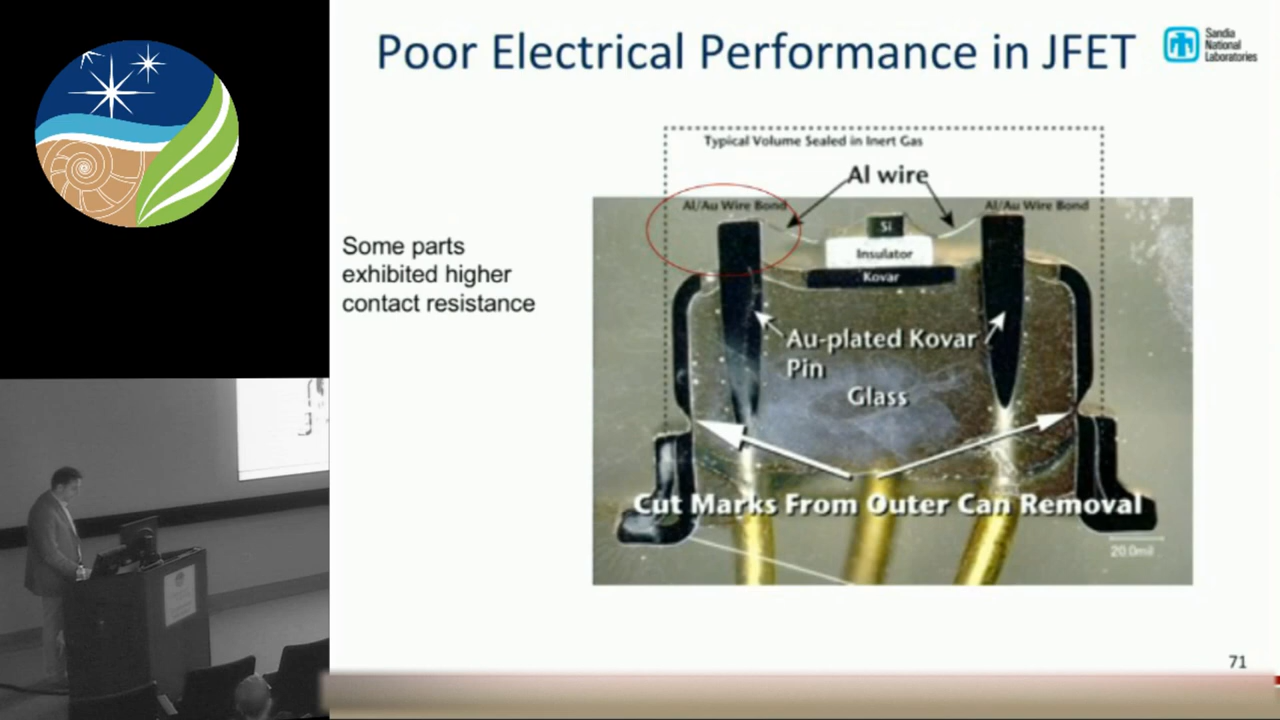 Poor Electrical Performance in JFET
Sandia
National
Laboratories
Typical Volume Sealed in Inert Gas
Al wire
Al/Au Wire Bond
Al/Au Wire Bond
Si
Insulator
Kovar
Some parts
exhibited higher
contact resistance
Au-plated Kovar
Pin
Glass
Cut Marks From Outer Can Removal
20.0mil
71